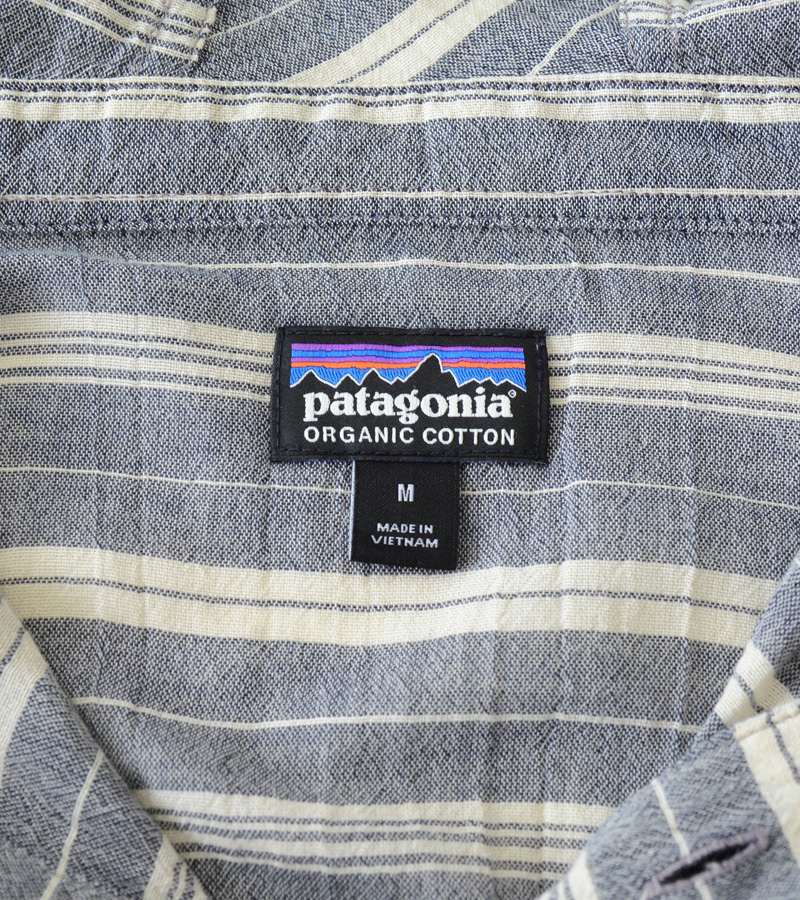 patagonia®
ORGANIC COTTON
M
MADE IN
VIETNAM